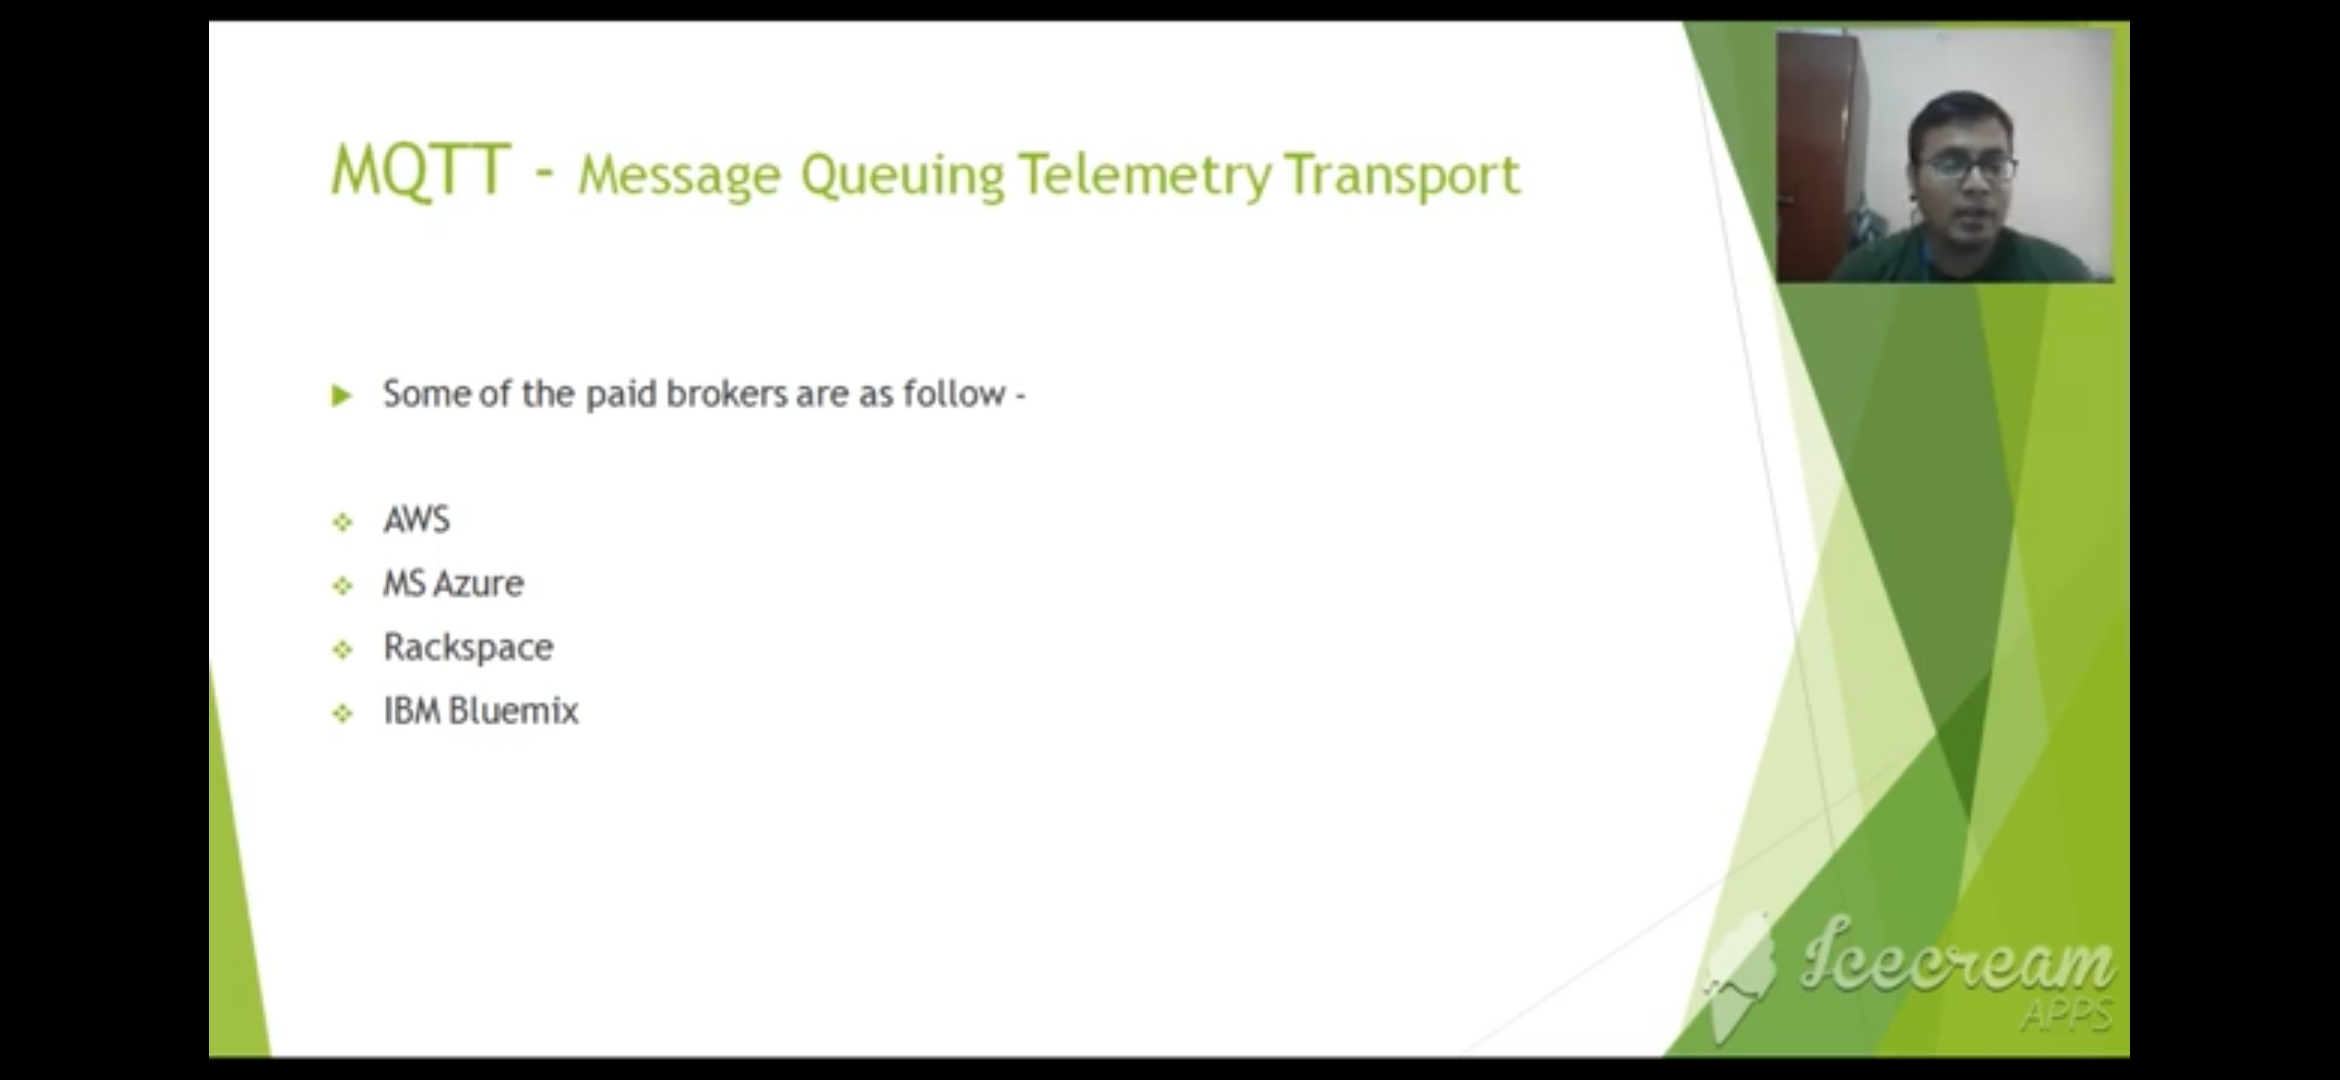 MQTT - Message Queuing Telemetry Transport
Some of the paid brokers are as follow -
AWS
MS Azure
Rackspace
IBM Bluemix
Icecream
APPS